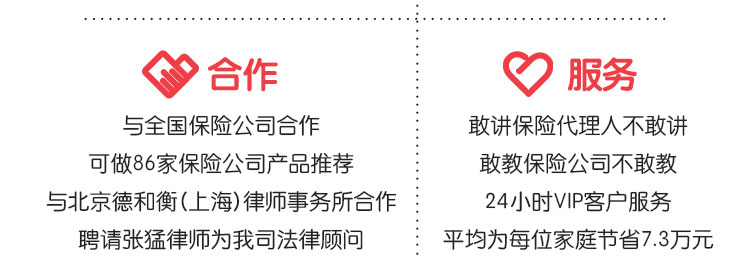 合作
与全国保险公司合作
可做86家保险公司产品推荐
与北京德和衡(上海)律师事务所合作
聘请张猛律师为我司法律顾问
服务
敢讲保险代理人不敢讲
敢教保险公司不敢教
24小时VIP客户服务
平均为每位家庭节省7.3万元